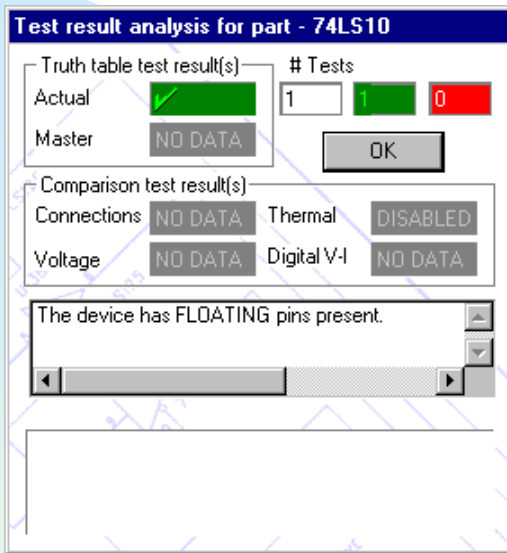 Test result analysis for part - 74LS10
Truth table test result(s)
# Tests
Actual
1
1
0
Master
NO DATA
OK
Comparison test result(s)
Connections
NO DATA
Thermal
DISABLED
Voltage
NO DATA
Digital V-I
NO DATA
The device has FLOATING pins present.